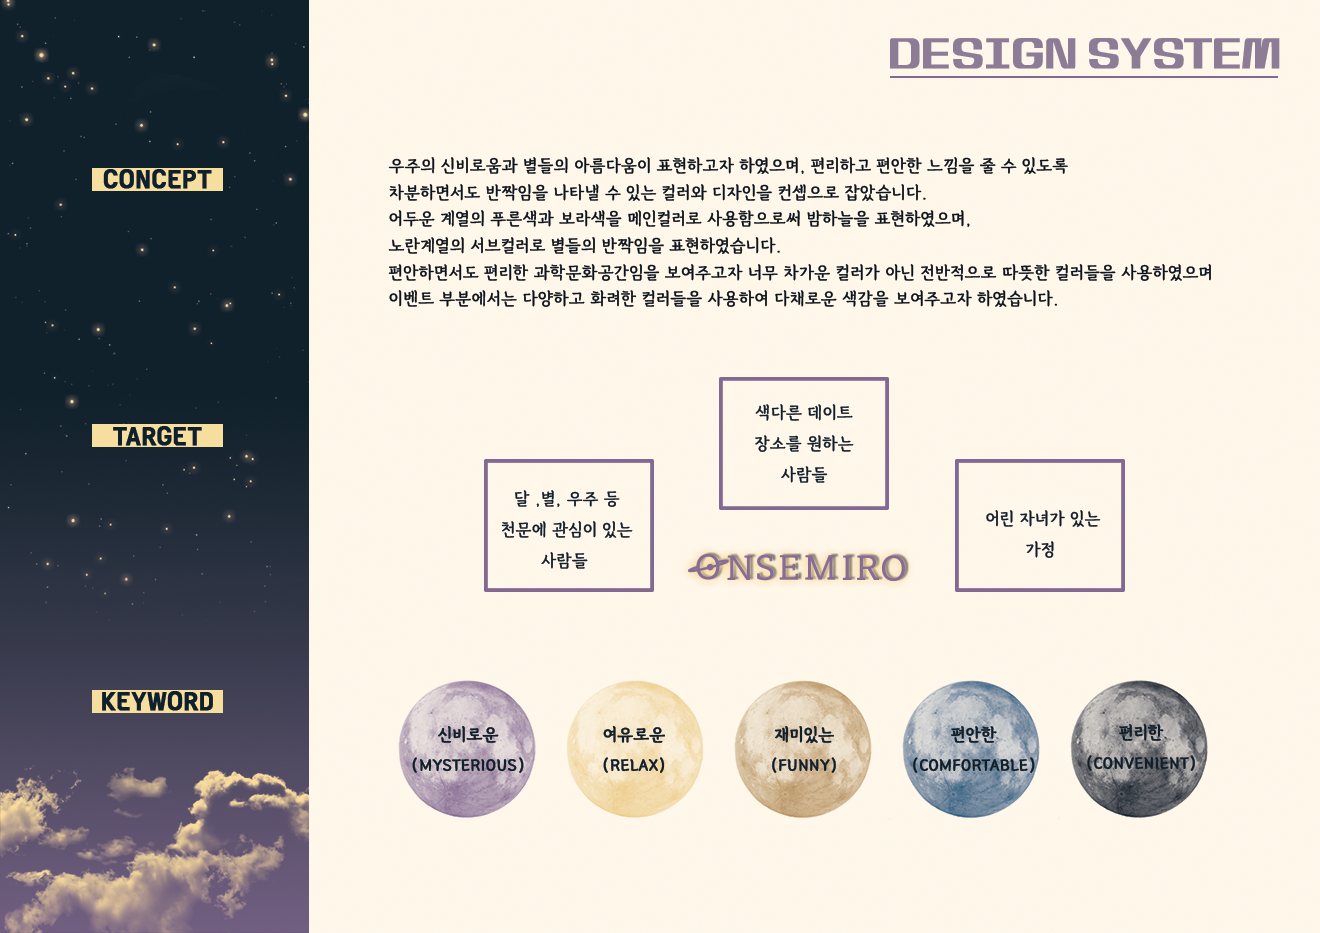 DESIGN SYSTEM
CONCEPT
우주의 신비로움과 별들의 아름다움이 표현하고자 하였으며, 편리하고 편안한 느낌을 줄 수 있도록
차분하면서도 반짝임을 나타낼 수 있는 컬러와 디자인을 컨셉으로 잡았습니다.
어두운 계열의 푸른색과 보라색을 메인컬러로 사용함으로써 밤하늘을 표현하였으며,
노란계열의 서브컬러로 별들의 반짝임을 표현하였습니다.
편안하면서도 편리한 과학문화공간임을 보여주고자 너무 차가운 컬러가 아닌 전반적으로 따뜻한 컬러들을 사용하였으며
이벤트 부분에서는 다양하고 화려한 컬러들을 사용하여 다채로운 색감을 보여주고자 하였습니다.
TARGET
달 ,별, 우주 등
천문에 관심이 있는
사람들
색다른 데이트
장소를 원하는
사람들
어린 자녀가 있는
가정
ONSEMIRO
KEYWORD
신비로운
(MYSTERIOUS)
여유로운
(RELAX)
재미있는
(FUNNY)
편안한
(COMFORTABLE)
편리한
(CONVENIENT)